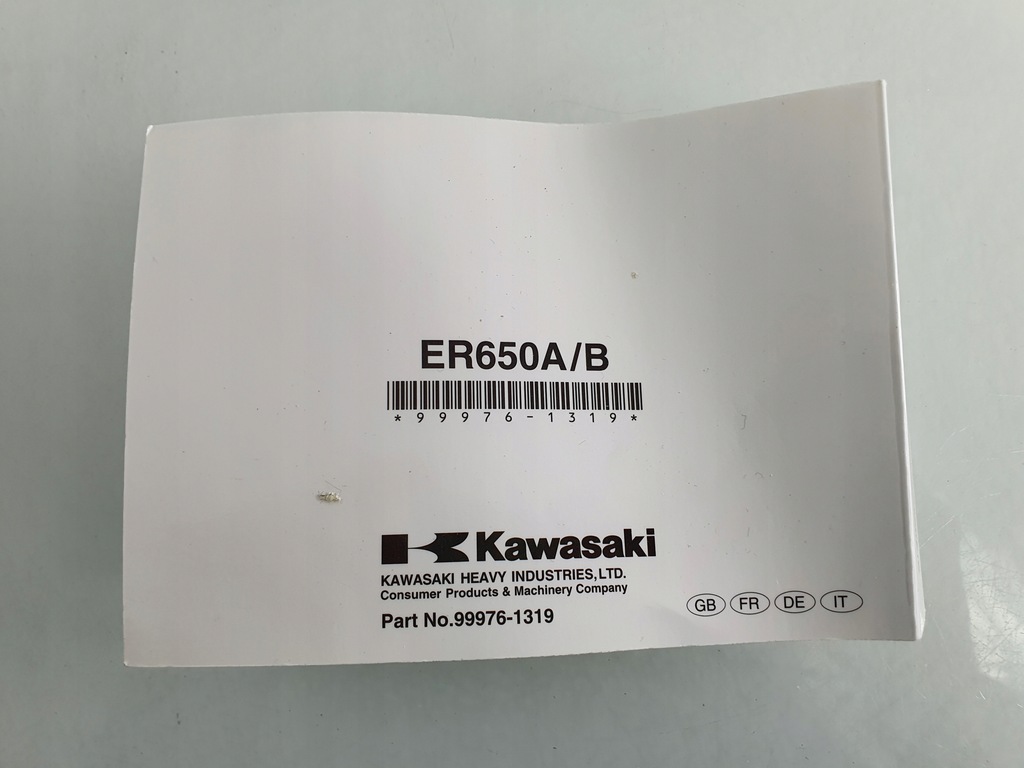 ER650A/B
*99976-1319*
Kawasaki
KAWASAKI HEAVY INDUSTRIES,LTD.
Consumer Products & Machinery Company
Part No.99976-1319
GB FR DE IT